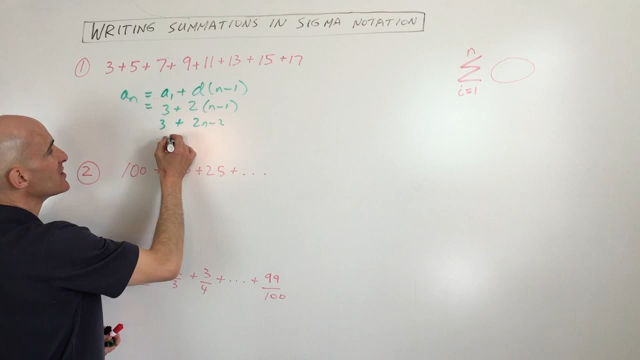 WRITING SUMMATIONS IN SIGMA NOTATION
① 3+5+7+9+11+13+15+17
n
Σ
i=1
aₙ = a₁ + d(n-1)
= 3 + 2(n-1)
3 + 2n-2
② 100 +25 + ...
3 + 3/4 + ... + 99/100